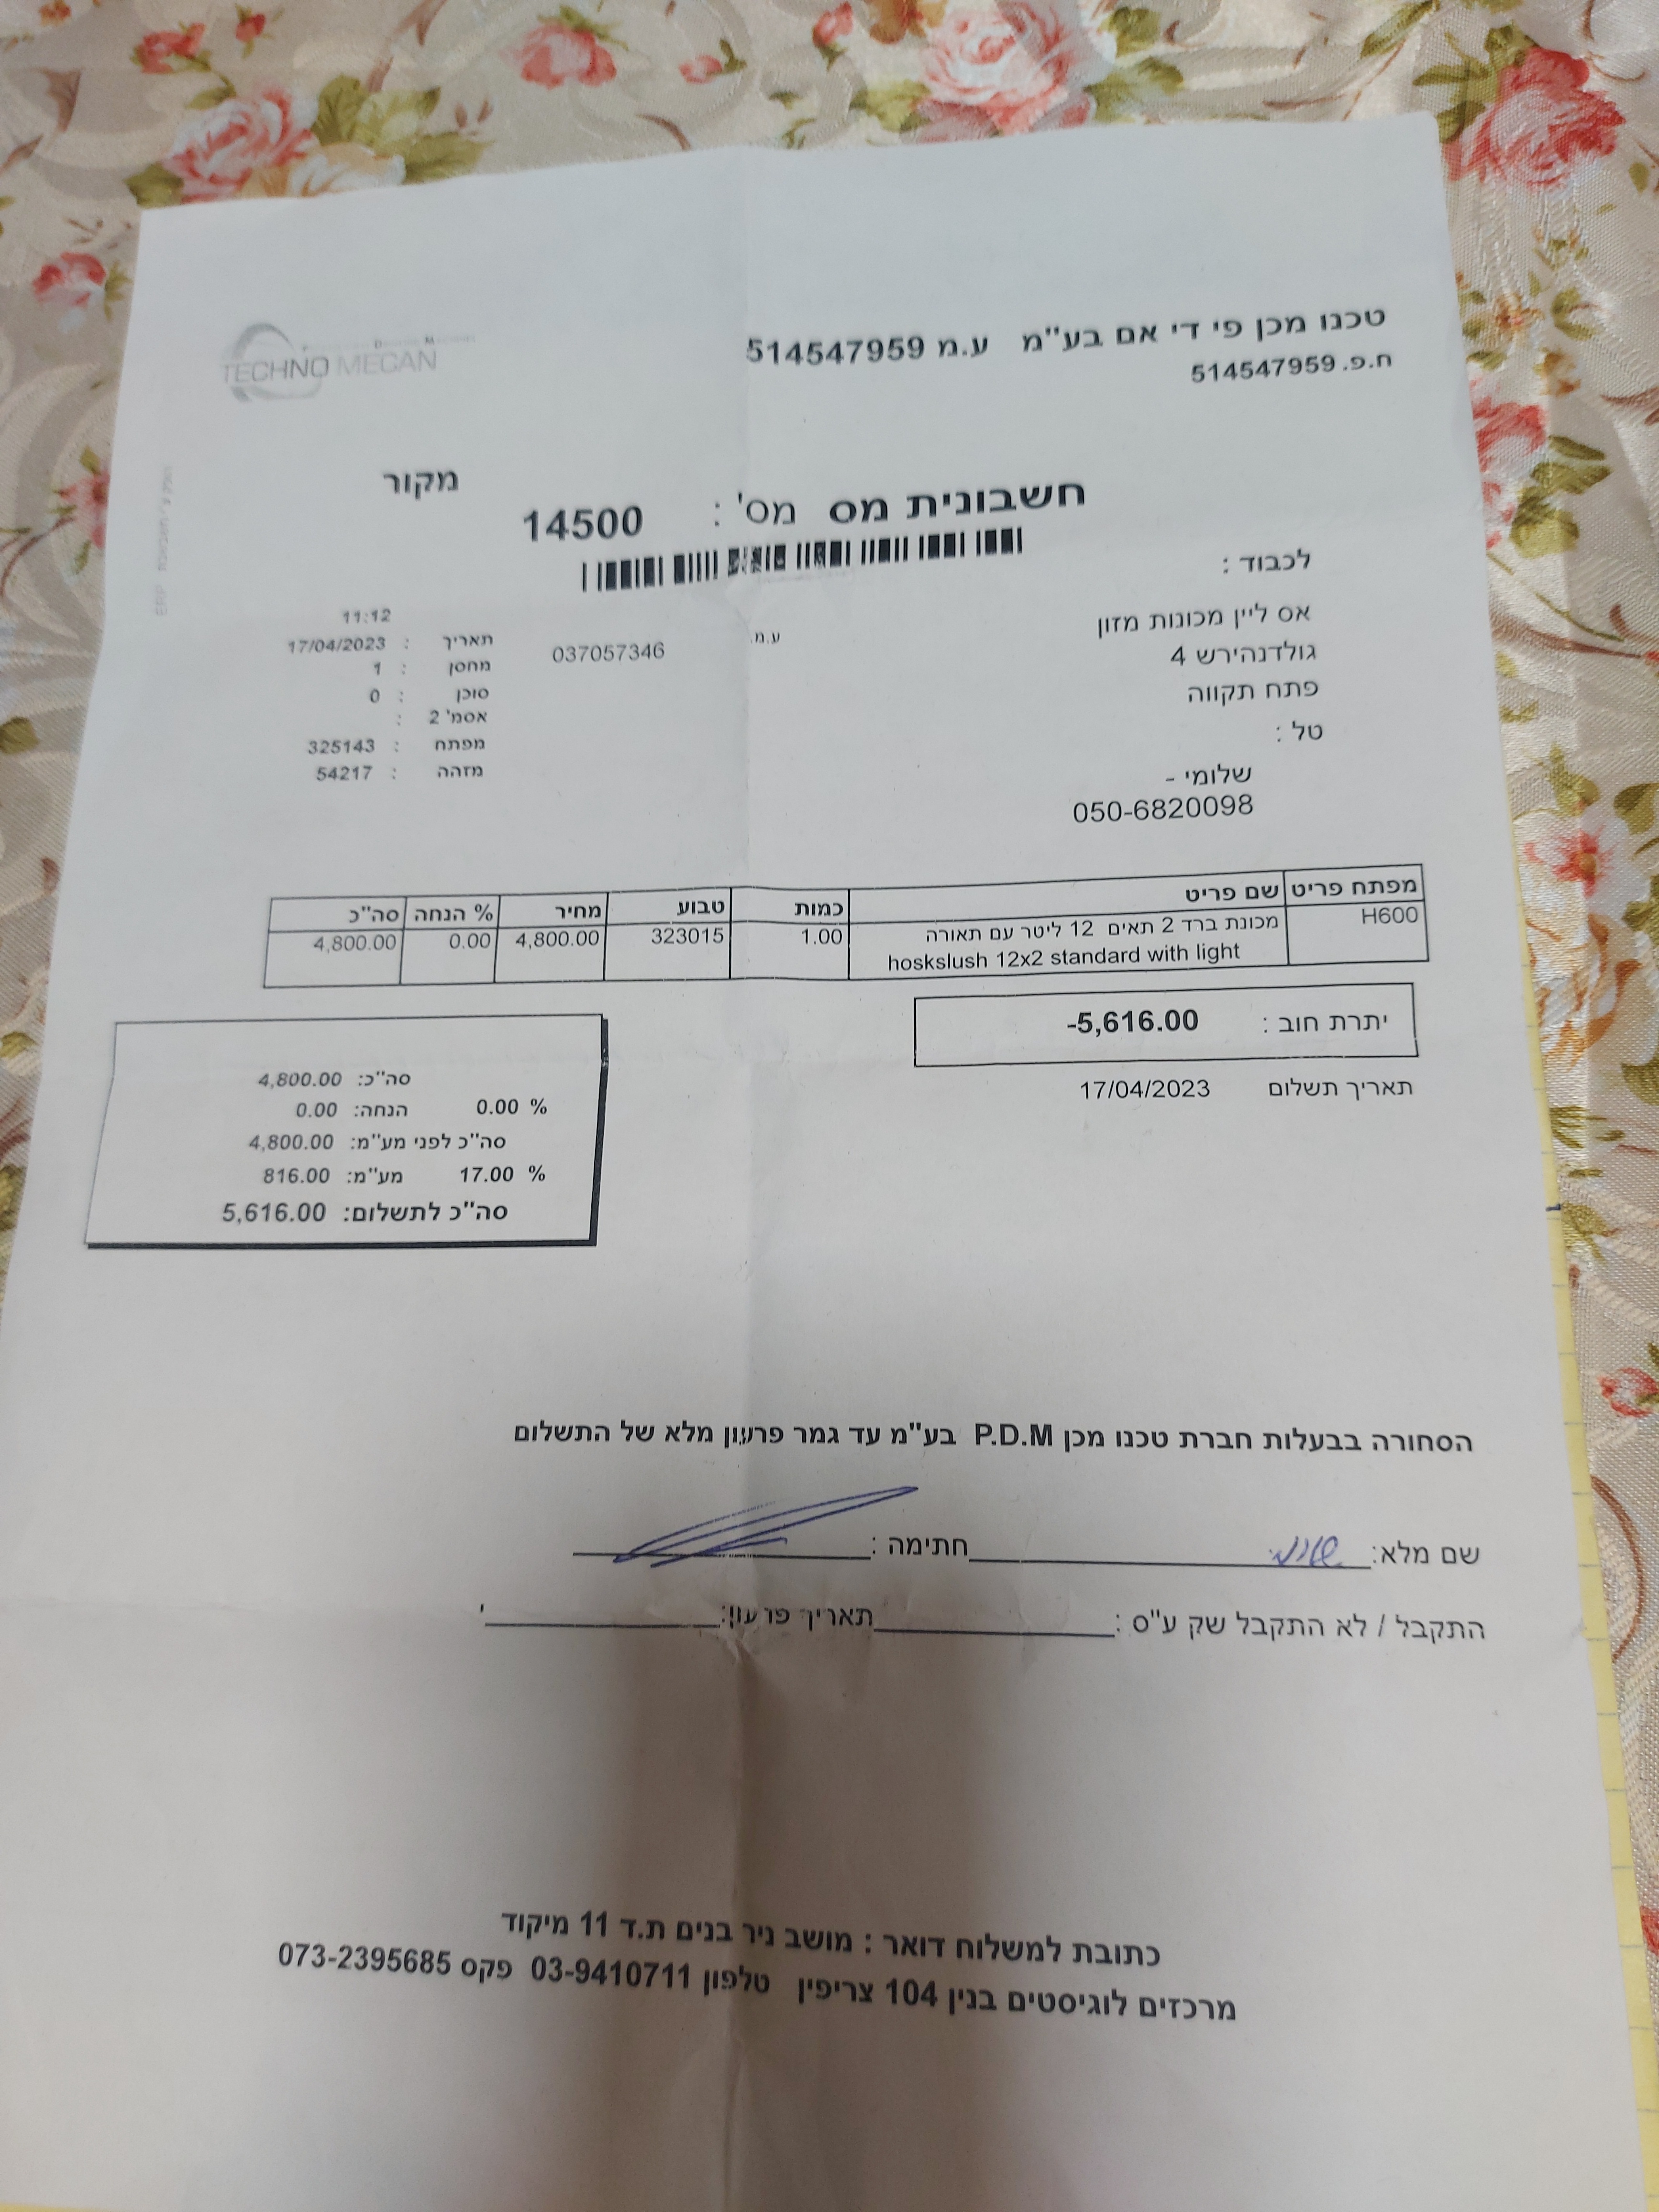 טכנו מכן פי די אם בע"מ ע.מ 514547959
ח.פ. 514547959
TECHNO MECAN
מקור
חשבונית מס מס' : 14500
לכבוד :
אס ליין מכונות מזון
גולדנהירש 4
פתח תקווה
טל :
שלומי -
050-6820098
ע.מ. 037057346
11:12
תאריך : 17/04/2023
מחסן : 1
סוכן : 0
אסמ' 2 :
מפתח : 325143
מזהה : 54217
מפתח פריט שם פריט כמות טבוע מחיר % הנחה סה"כ
H600 מכונת ברד 2 תאים 12 ליטר עם תאורה 1.00 323015 4,800.00 0.00 4,800.00
hoskslush 12x2 standard with light
יתרת חוב : -5,616.00
תאריך תשלום 17/04/2023
סה"כ: 4,800.00
% 0.00 הנחה: 0.00
סה"כ לפני מע"מ: 4,800.00
% 17.00 מע"מ: 816.00
סה"כ לתשלום: 5,616.00
הסחורה בבעלות חברת טכנו מכן P.D.M בע"מ עד גמר פרעון מלא של התשלום
שם מלא: חתימה :
התקבל / לא התקבל שק ע"ס : תאריך פרעון:
כתובת למשלוח דואר : מושב ניר בנים ת.ד 11 מיקוד
מרכזים לוגיסטים בנין 104 צריפין טלפון 03-9410711 פקס 073-2395685